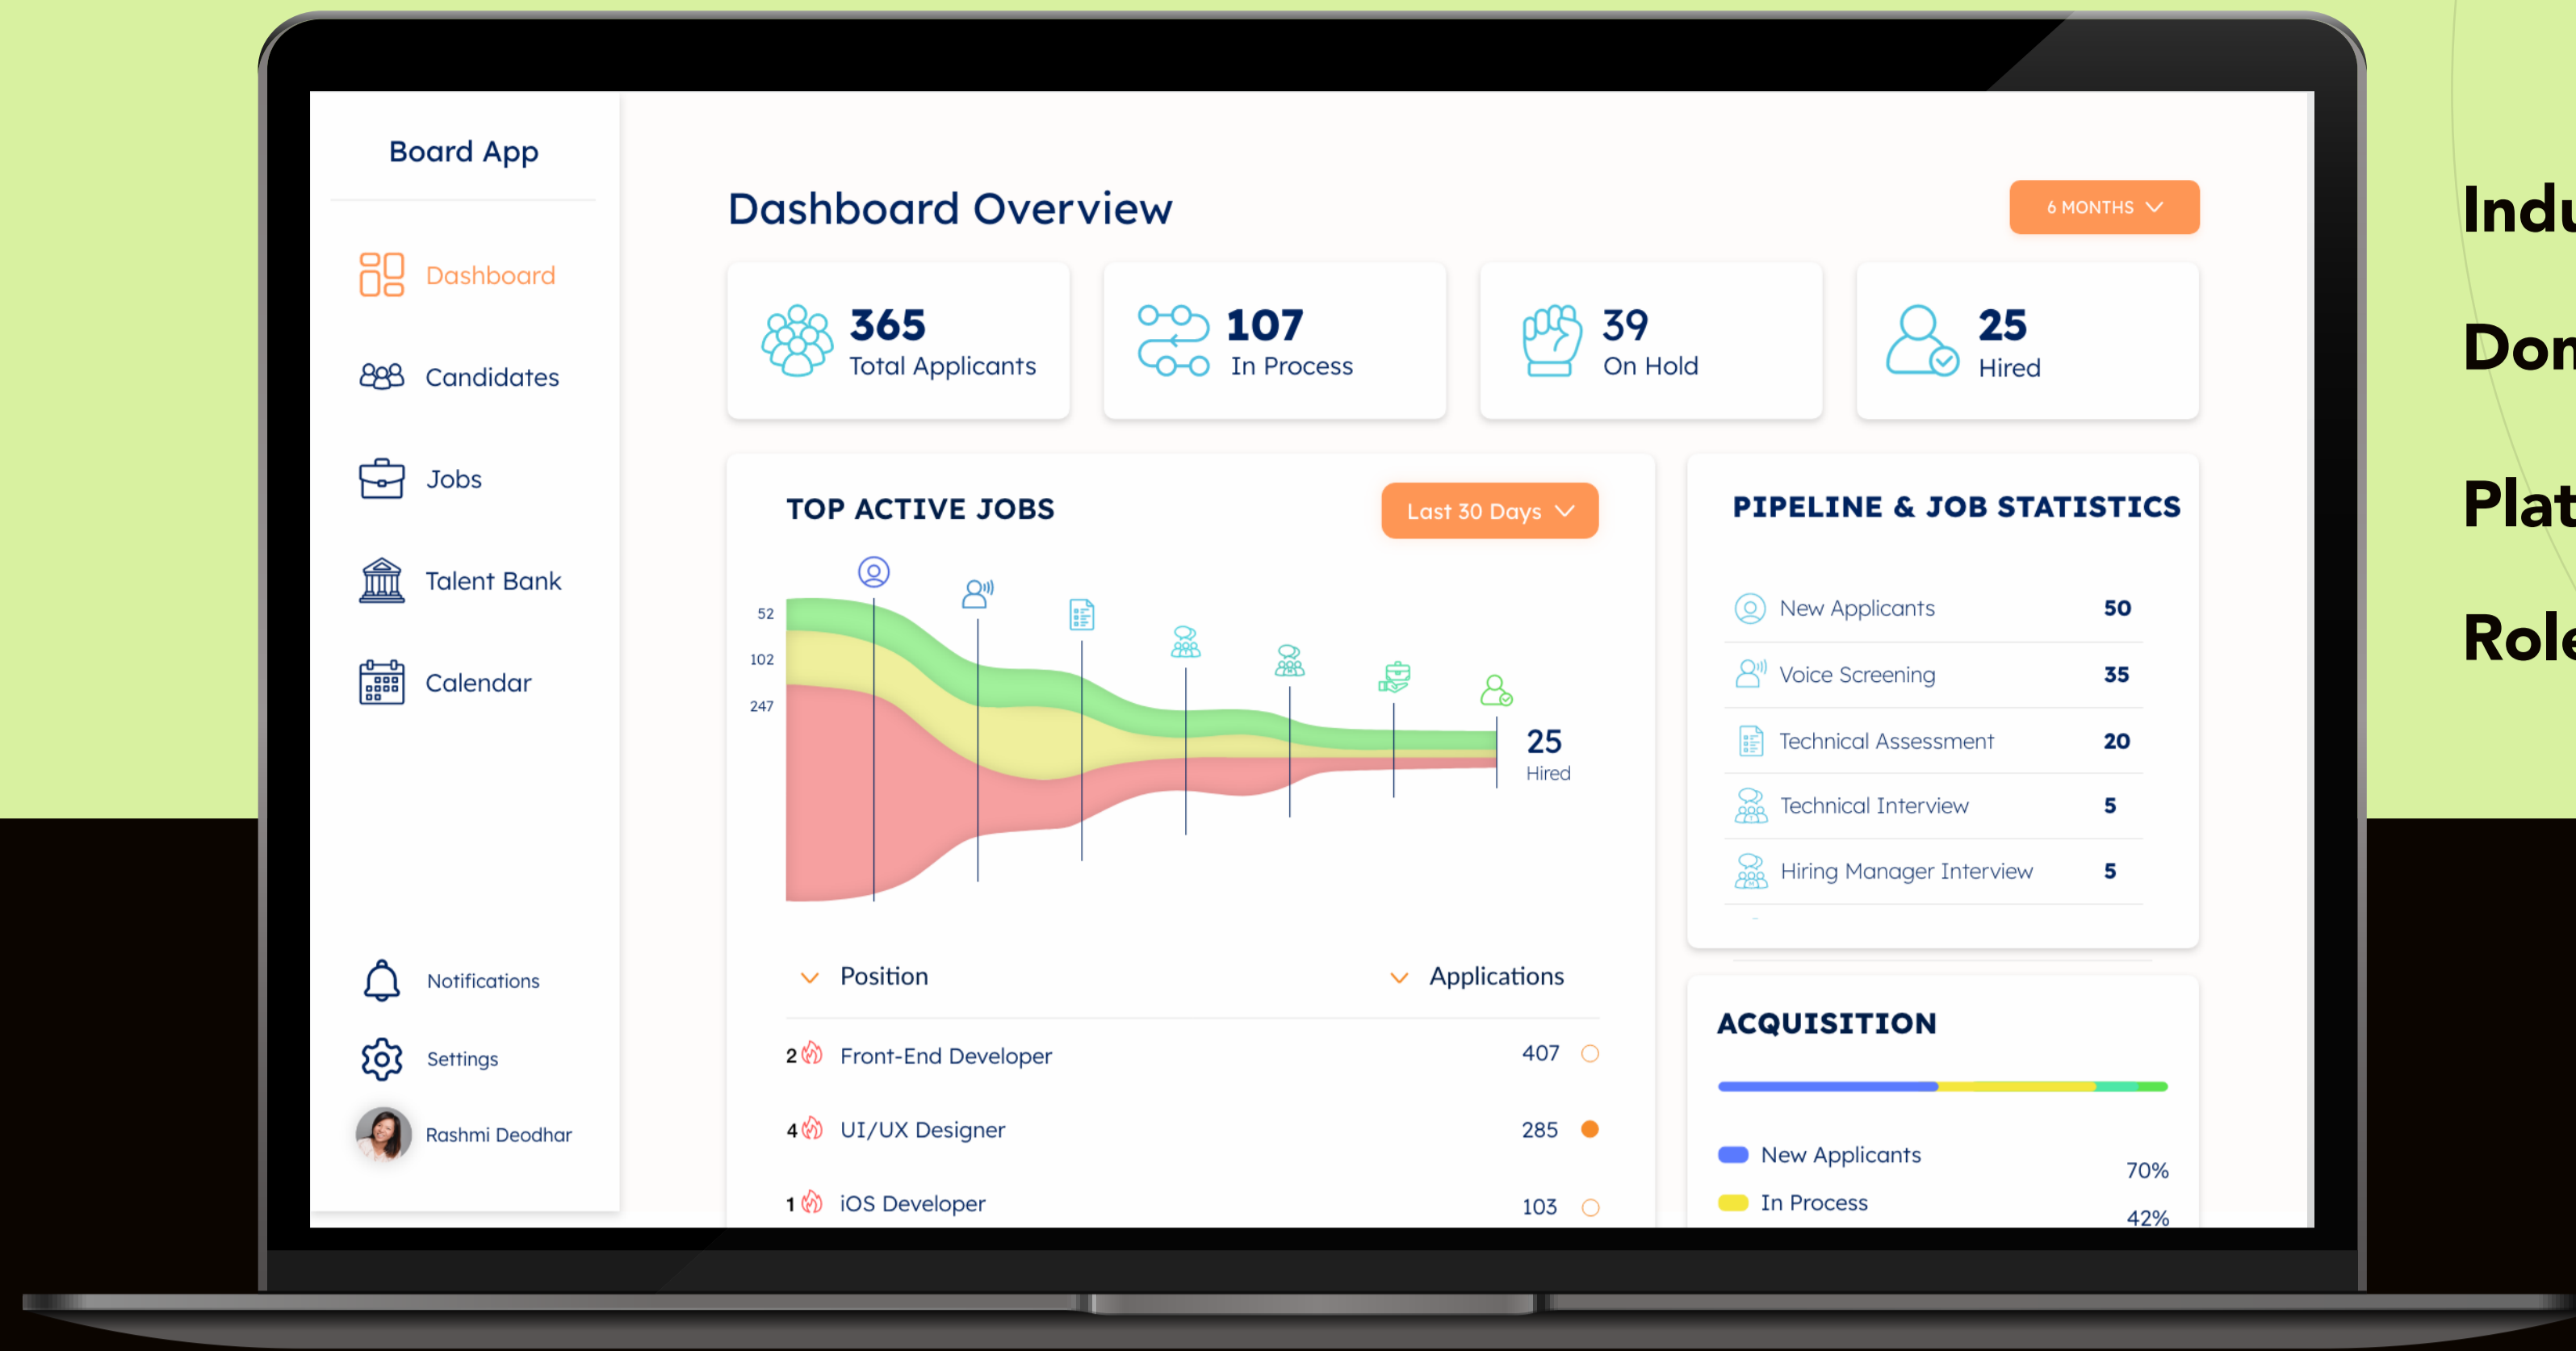 Board App
Dashboard
Candidates
Jobs
Talent Bank
Calendar
Notifications
Settings
Rashmi Deodhar
Dashboard Overview
6 MONTHS
365
Total Applicants
107
In Process
39
On Hold
25
Hired
TOP ACTIVE JOBS
Last 30 Days
52
102
247
25
Hired
Position Applications
2 Front-End Developer 407
4 UI/UX Designer 285
1 iOS Developer 103
PIPELINE & JOB STATISTICS
New Applicants 50
Voice Screening 35
Technical Assessment 20
Technical Interview 5
Hiring Manager Interview 5
ACQUISITION
New Applicants 70%
In Process 42%